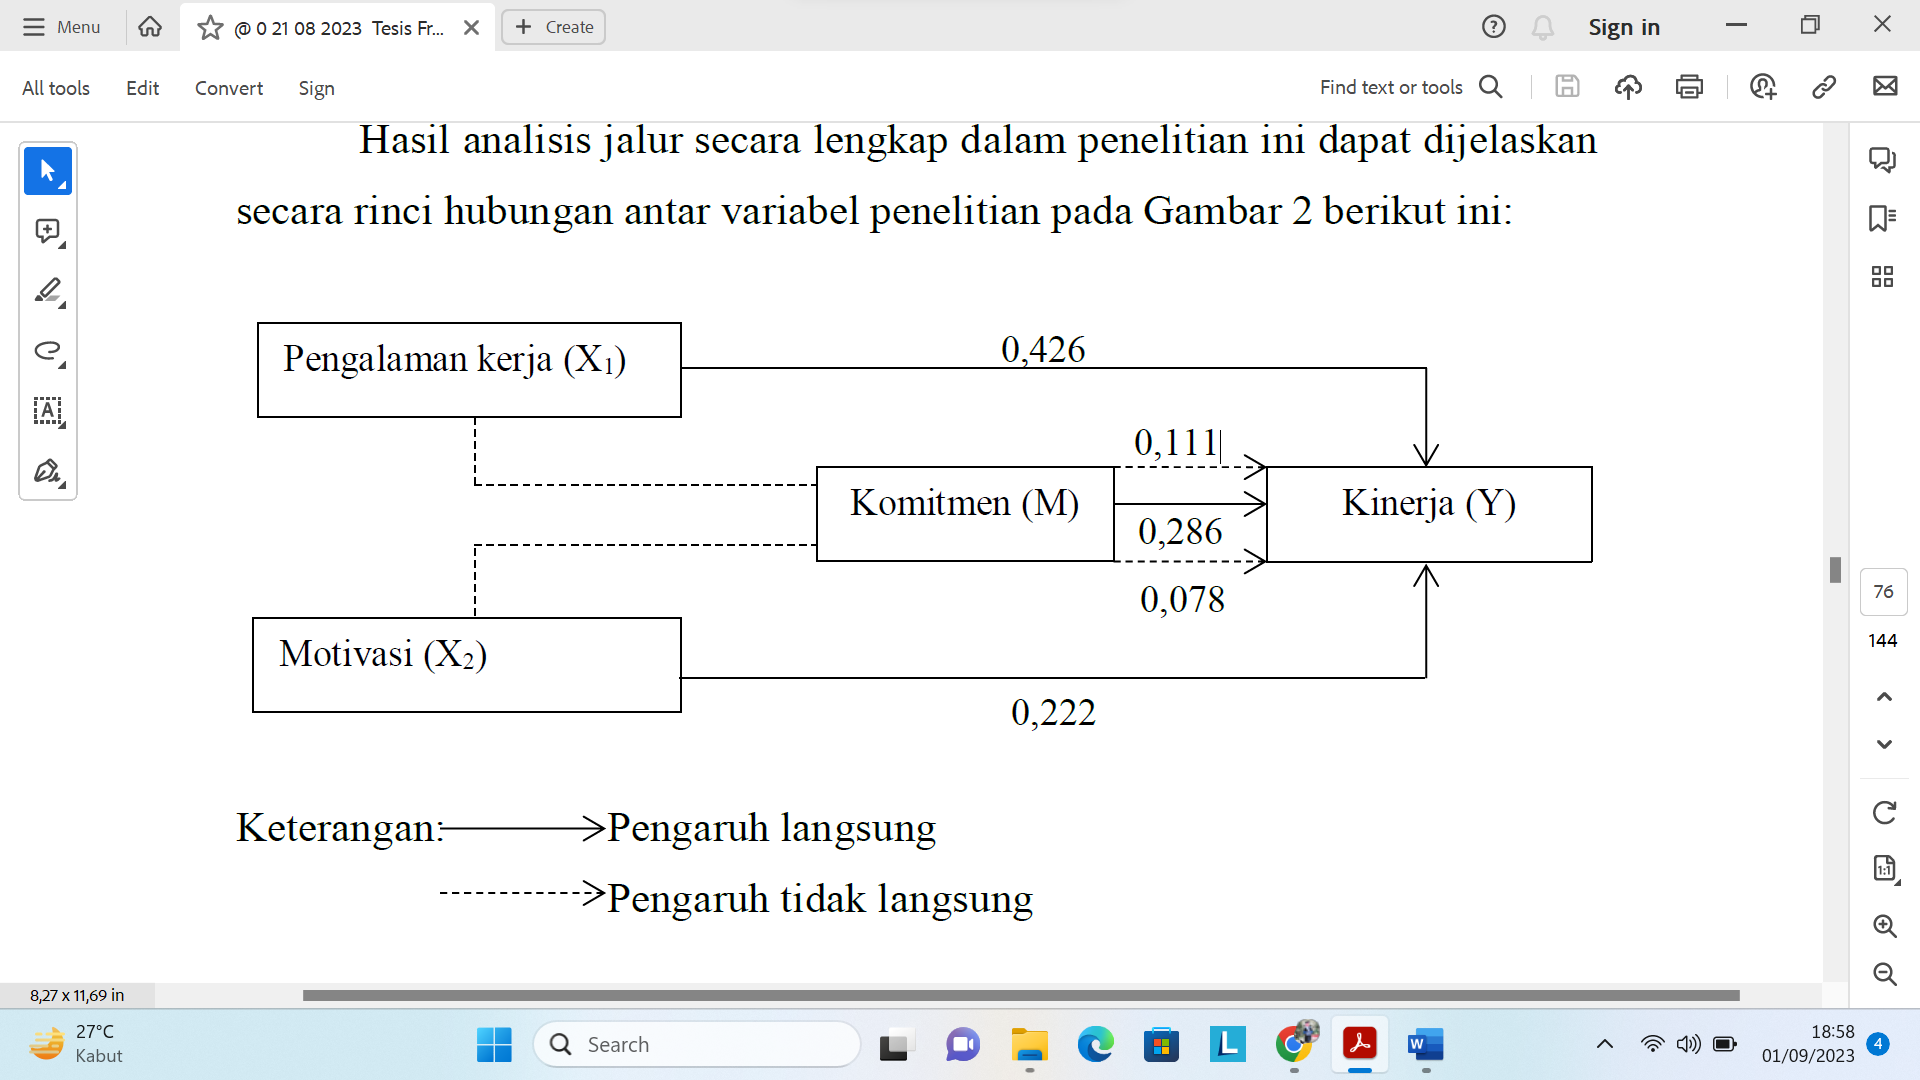 Menu
@ 0 21 08 2023 Tesis Fr...
Create
Sign in
All tools
Edit
Convert
Sign
Find text or tools
Hasil analisis jalur secara lengkap dalam penelitian ini dapat dijelaskan
secara rinci hubungan antar variabel penelitian pada Gambar 2 berikut ini:
Pengalaman kerja (X₁)
0,426
0,111
Komitmen (M)
Kinerja (Y)
0,286
0,078
Motivasi (X₂)
0,222
Keterangan:
Pengaruh langsung
Pengaruh tidak langsung
76
144
1:1
8,27 x 11,69 in
27°C
Kabut
Search
18:58
01/09/2023
4